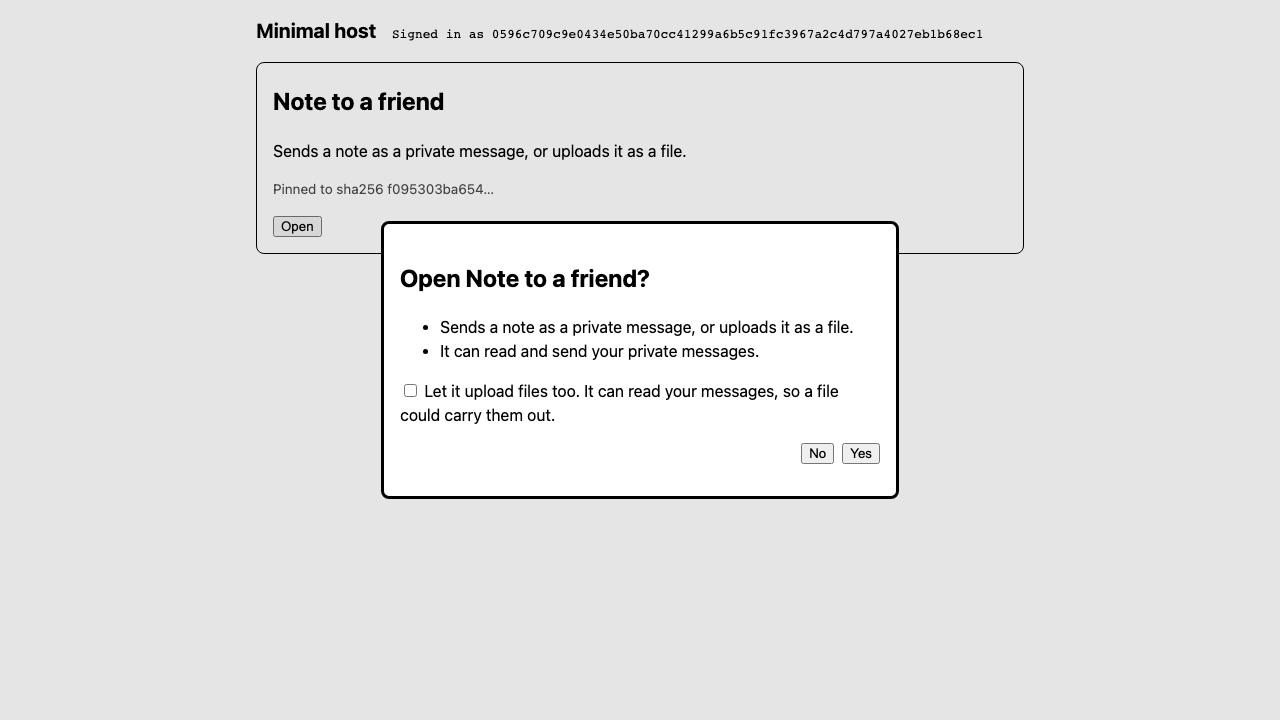 Minimal host Signed in as 0596c709c9e0434e50ba70cc41299a6b5c91fc3967a2c4d797a4027eb1b68ec1
Note to a friend
Sends a note as a private message, or uploads it as a file.
Pinned to sha256 f095303ba654…
Open
Open Note to a friend?
• Sends a note as a private message, or uploads it as a file.
• It can read and send your private messages.
Let it upload files too. It can read your messages, so a file
could carry them out.
No Yes